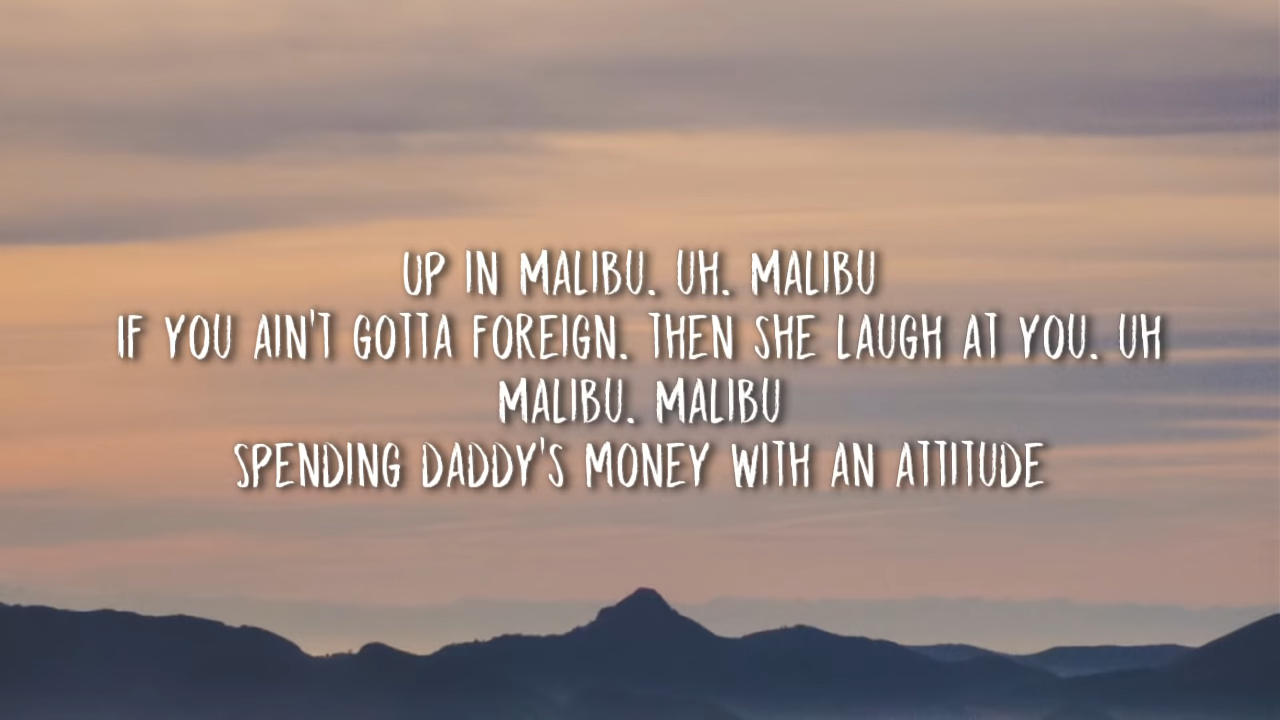 UP IN MALIBU. UH. MALIBU
IF YOU AIN'T GOTTA FOREIGN. THEN SHE LAUGH AT YOU. UH
MALIBU. MALIBU
SPENDING DADDY'S MONEY WITH AN ATTITUDE